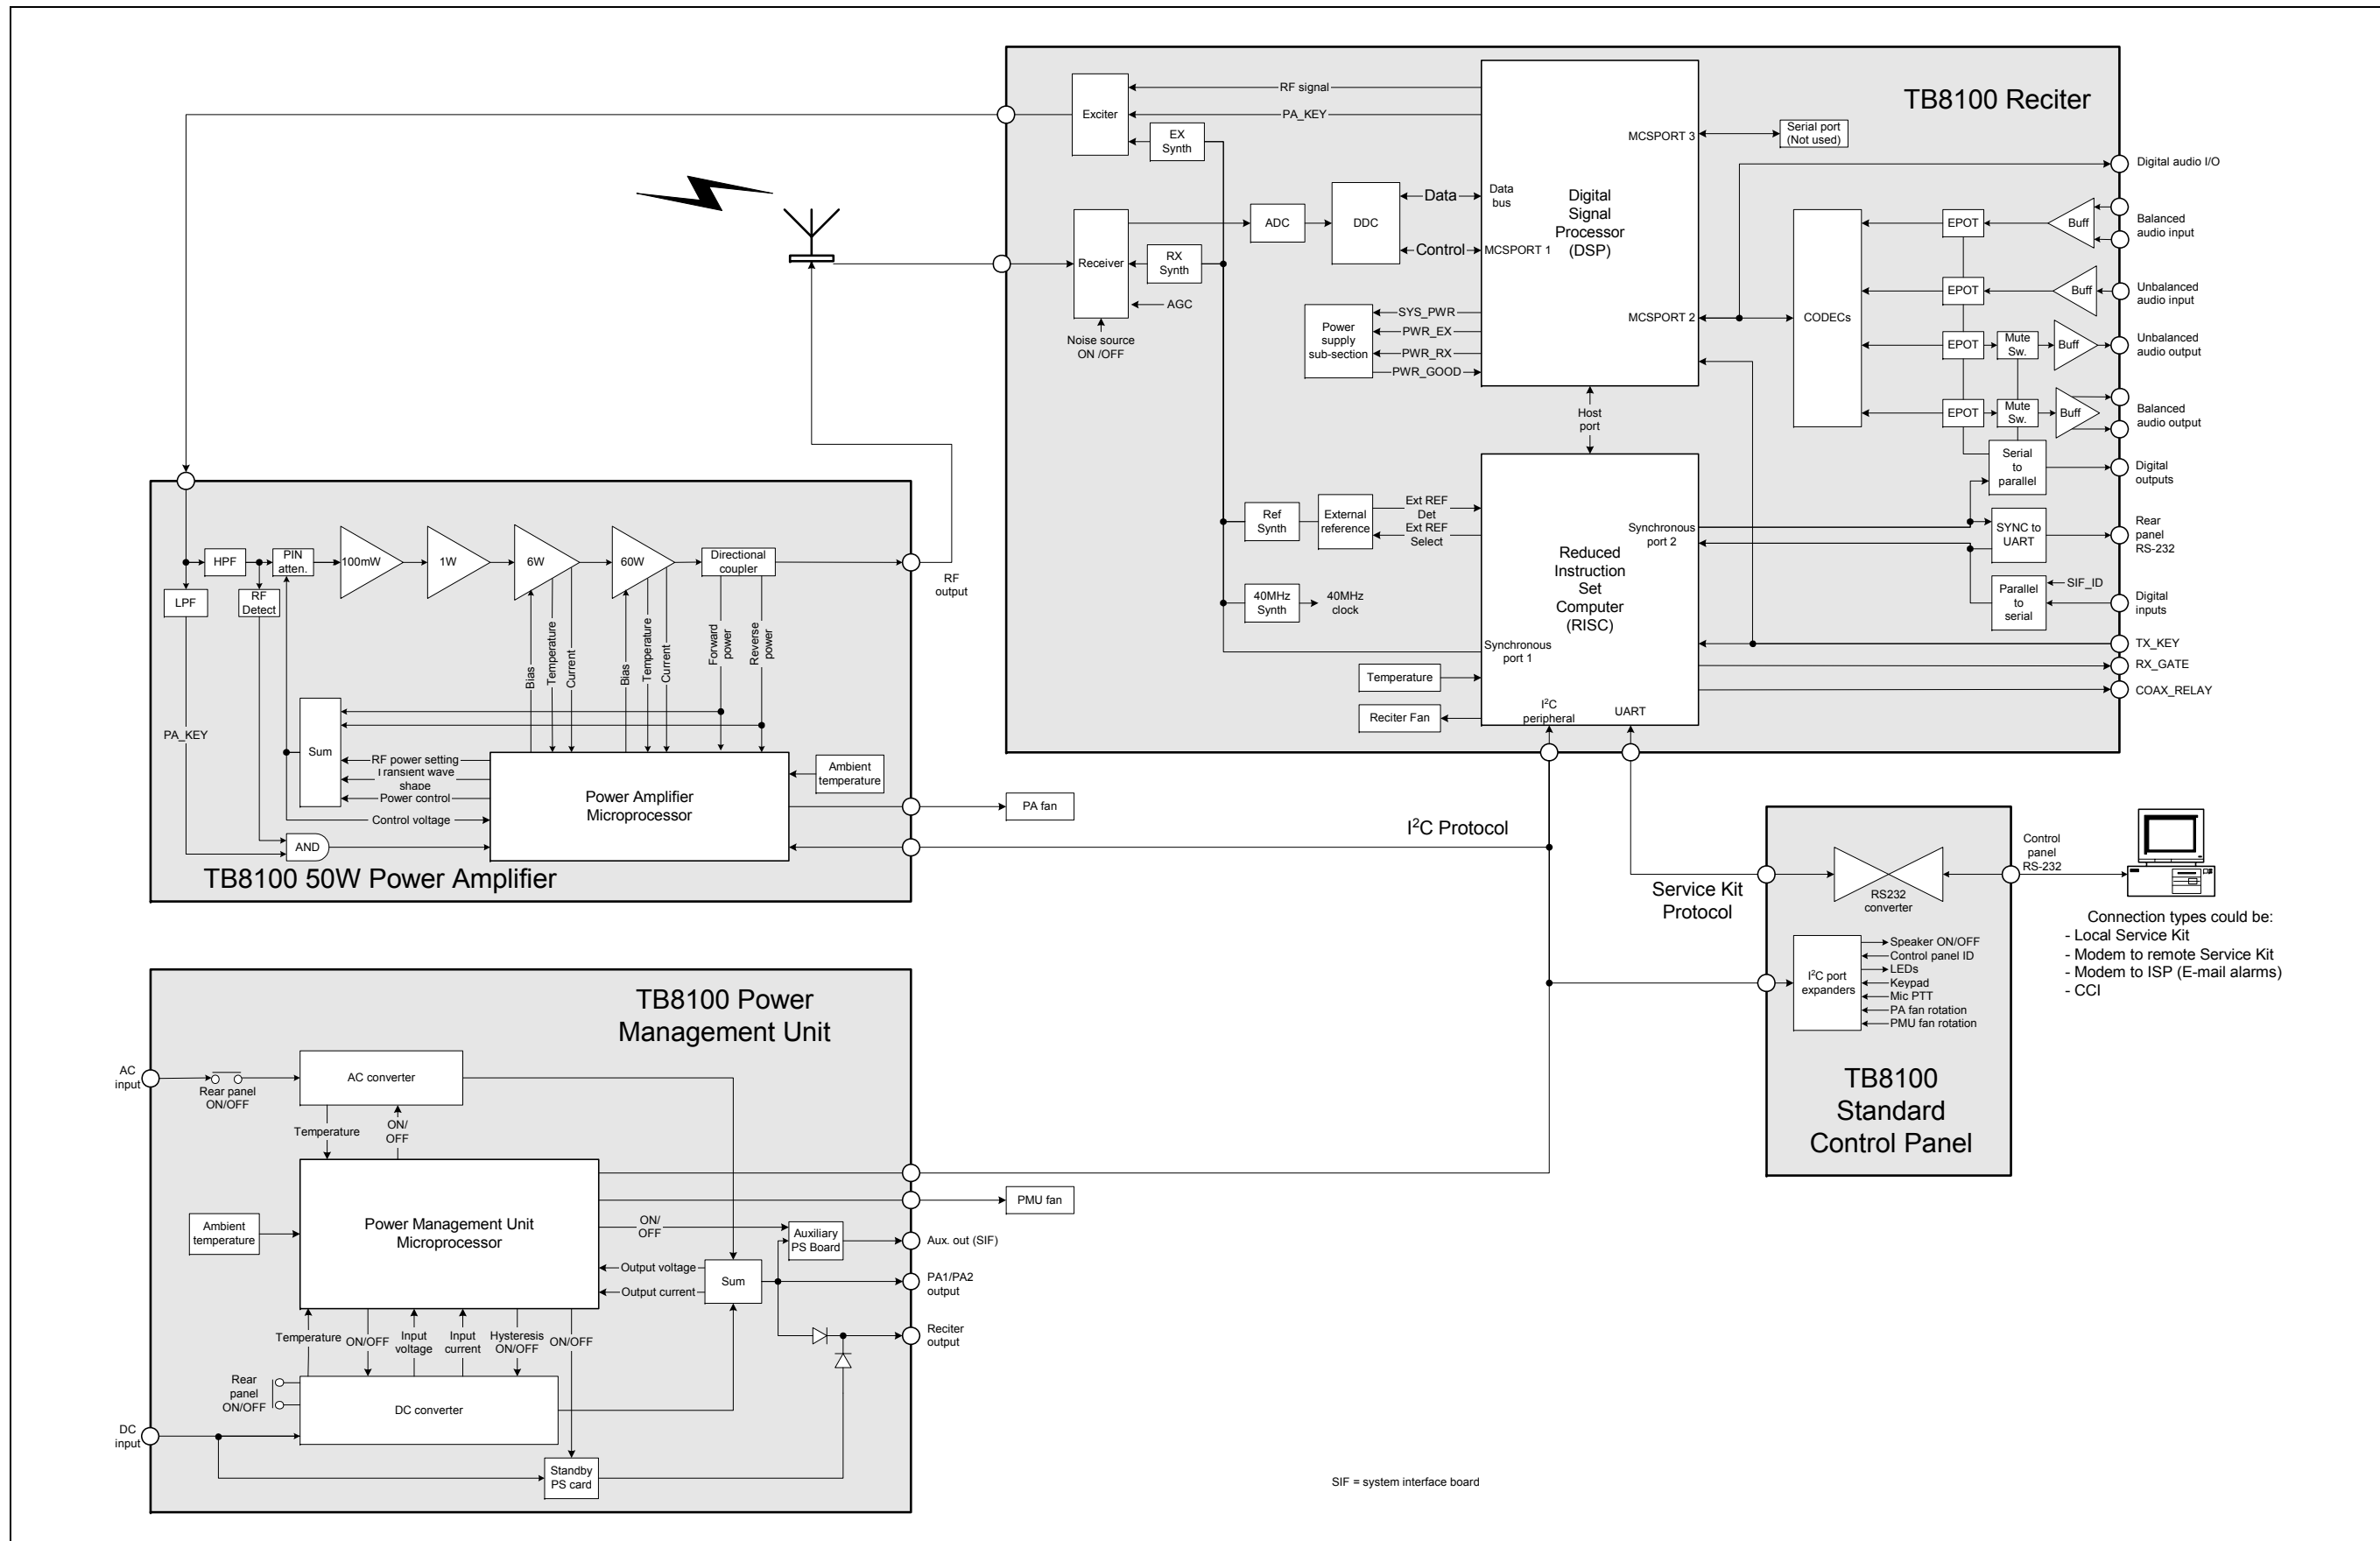 TB8100 Reciter
Exciter
RF signal
PA_KEY
EX
Synth
Receiver
RX
Synth
AGC
Noise source
ON /OFF
ADC
DDC
Data
Control
Data
bus
MCSPORT 1
Digital
Signal
Processor
(DSP)
MCSPORT 3
MCSPORT 2
Serial port
(Not used)
Power
supply
sub-section
SYS_PWR
PWR_EX
PWR_RX
PWR_GOOD
Host
port
CODECs
EPOT
Buff
EPOT
Buff
EPOT
Mute
Sw.
Buff
EPOT
Mute
Sw.
Buff
Serial
to
parallel
SYNC to
UART
Parallel
to
serial
SIF_ID
Digital audio I/O
Balanced
audio input
Unbalanced
audio input
Unbalanced
audio output
Balanced
audio output
Digital
outputs
Rear
panel
RS-232
Digital
inputs
TX_KEY
RX_GATE
COAX_RELAY
Ref
Synth
External
reference
Ext REF
Det
Ext REF
Select
40MHz
Synth
40MHz
clock
Synchronous
port 2
Reduced
Instruction
Set
Computer
(RISC)
Synchronous
port 1
Temperature
Reciter Fan
I2C
peripheral
UART
HPF
PIN
atten.
100mW
1W
6W
60W
Directional
coupler
RF
output
LPF
RF
Detect
Bias
Temperature
Current
Bias
Temperature
Current
Forward
power
Reverse
power
PA_KEY
Sum
RF power setting
Transient wave
shape
Power control
Control voltage
AND
Power Amplifier
Microprocessor
Ambient
temperature
PA fan
TB8100 50W Power Amplifier
I2C Protocol
Service Kit
Protocol
RS232
converter
Control
panel
RS-232
Connection types could be:
- Local Service Kit
- Modem to remote Service Kit
- Modem to ISP (E-mail alarms)
- CCI
I2C port
expanders
Speaker ON/OFF
Control panel ID
LEDs
Keypad
Mic PTT
PA fan rotation
PMU fan rotation
TB8100
Standard
Control Panel
TB8100 Power
Management Unit
AC
input
Rear panel
ON/OFF
AC converter
Temperature
ON/
OFF
Ambient
temperature
Power Management Unit
Microprocessor
PMU fan
ON/
OFF
Auxiliary
PS Board
Aux. out (SIF)
Output voltage
Output current
Sum
PA1/PA2
output
Reciter
output
Temperature
ON/OFF
Input
voltage
Input
current
Hysteresis
ON/OFF
ON/OFF
Rear
panel
ON/OFF
DC converter
DC
input
Standby
PS card
SIF = system interface board